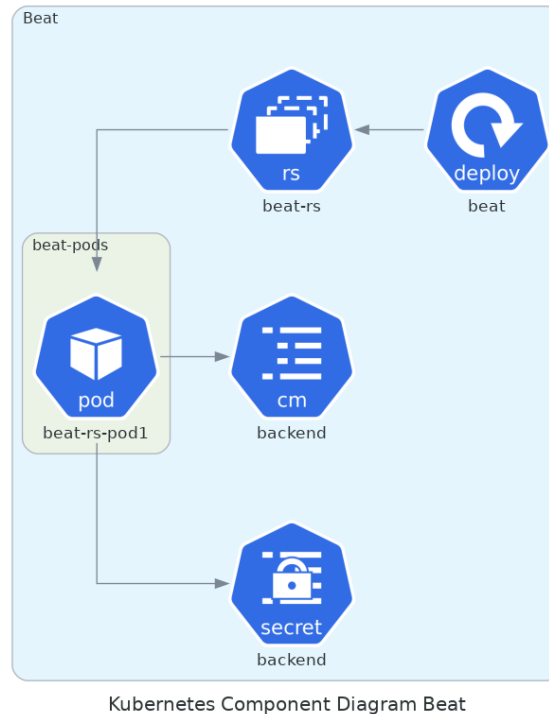 Beat
rs
deploy
beat-rs
beat
beat-pods
pod
cm
beat-rs-pod1
backend
secret
backend
Kubernetes Component Diagram Beat